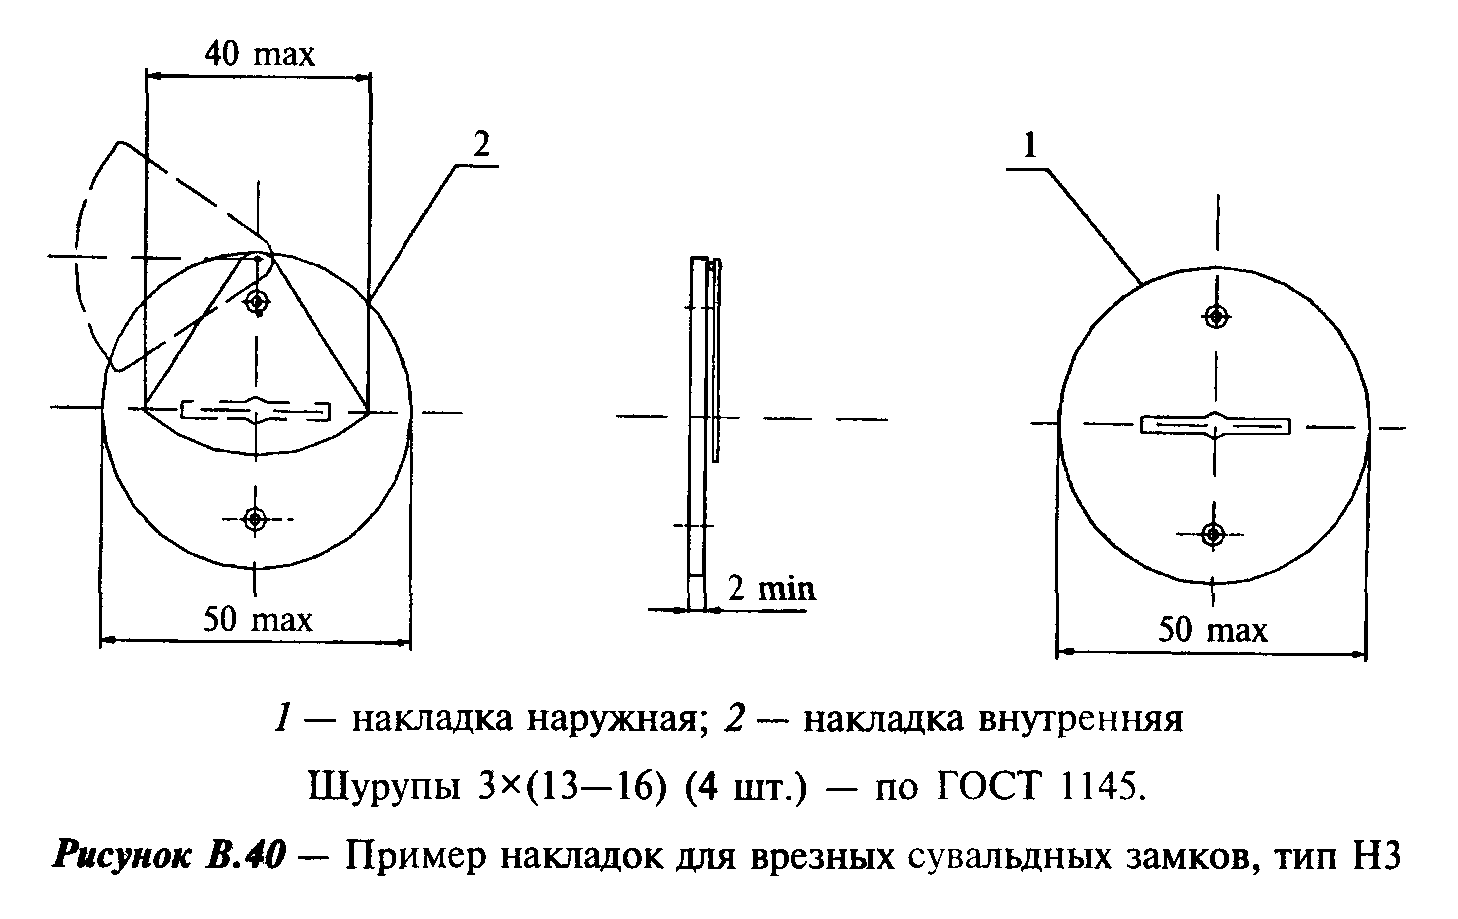 40 max
2
1
2 min
50 max
50 max
1 — накладка наружная; 2 — накладка внутренняя
Шурупы 3×(13—16) (4 шт.) — по ГОСТ 1145.
Рисунок В.40 — Пример накладок для врезных сувальдных замков, тип Н3